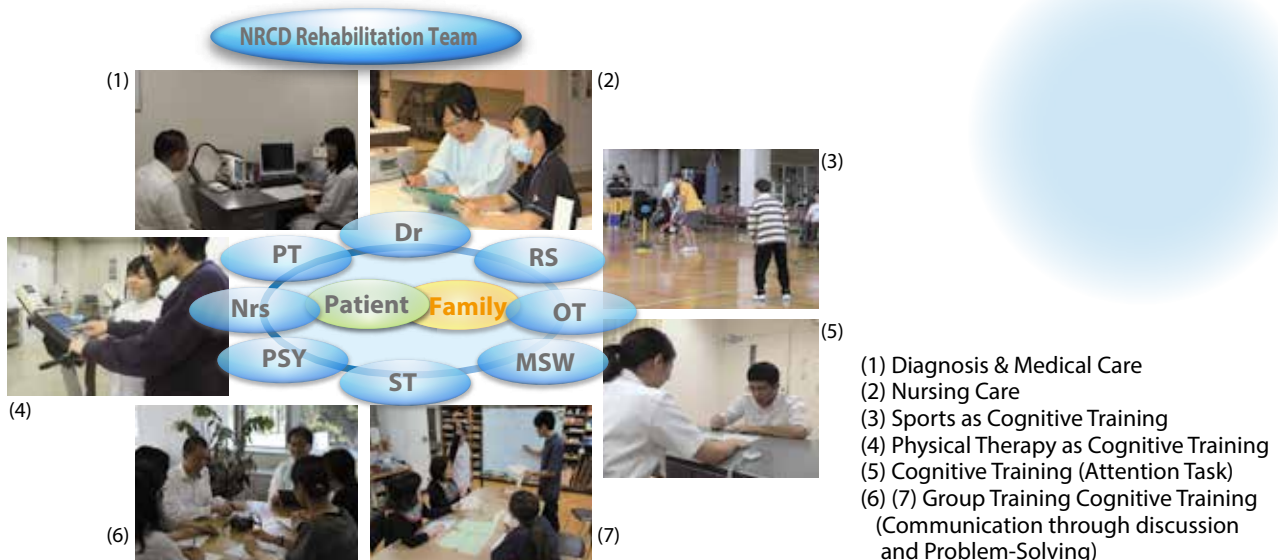 NRCD Rehabilitation Team
(1)
(2)
(3)
Dr
PT
RS
Nrs
Patient
Family
OT
PSY
MSW
ST
(4)
(5)
(6)
(7)
(1) Diagnosis & Medical Care
(2) Nursing Care
(3) Sports as Cognitive Training
(4) Physical Therapy as Cognitive Training
(5) Cognitive Training (Attention Task)
(6) (7) Group Training Cognitive Training
(Communication through discussion
and Problem-Solving)